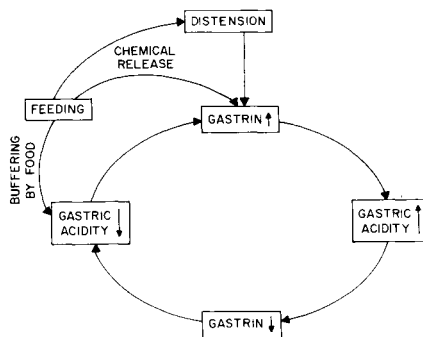 DISTENSION
CHEMICAL
RELEASE
FEEDING
GASTRIN ↑
BUFFERING
BY FOOD
GASTRIC
ACIDITY ↓
GASTRIC
ACIDITY ↑
GASTRIN ↓